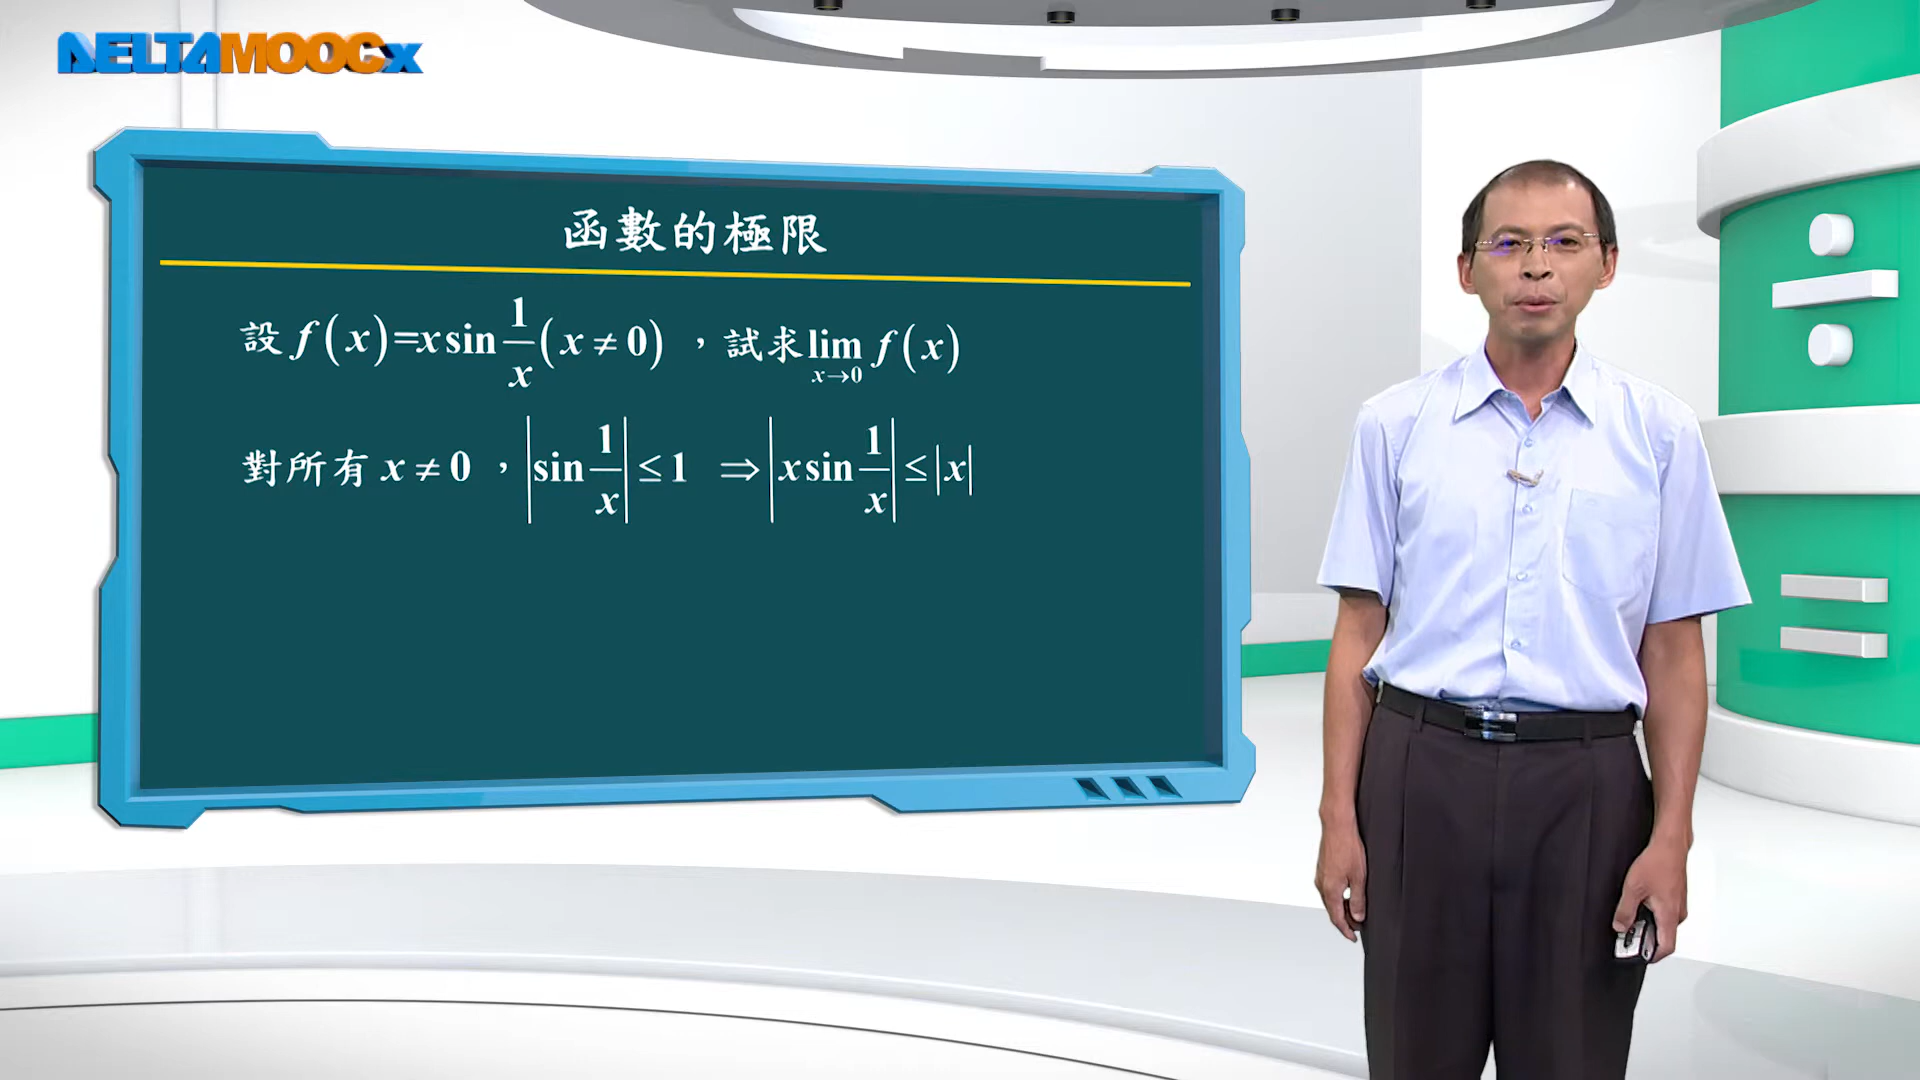 DELTAMOOCx
函數的極限
設 f(x)=x sin 1/x (x≠0)，試求 lim x→0 f(x)
對所有 x≠0，|sin 1/x| ≤1 ⇒ |x sin 1/x| ≤|x|